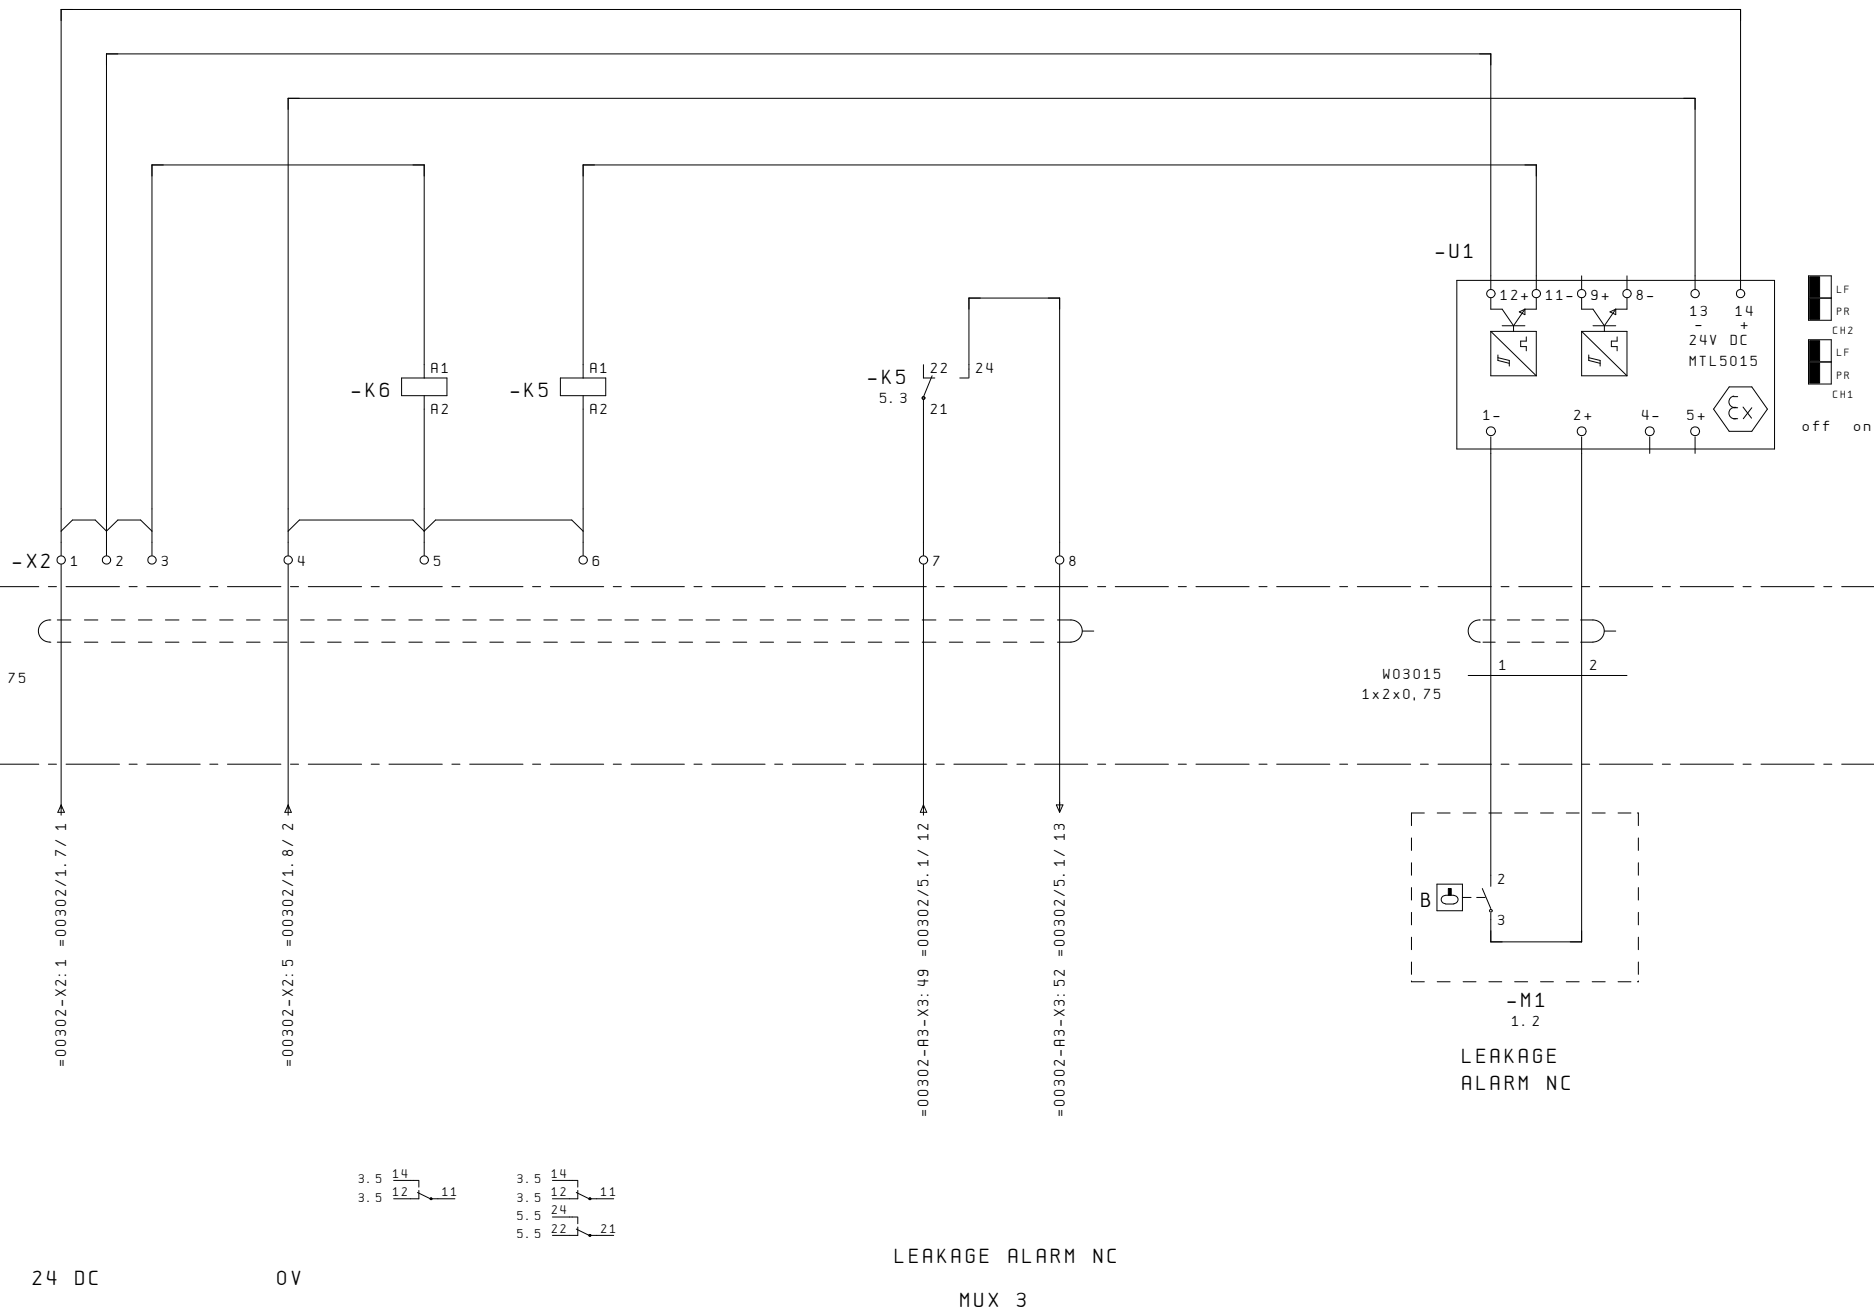 -U1
12+ 11- 9+ 8-
13 14
- +
24V DC
MTL5015
Ex
1- 2+ 4- 5+
LF
PR
CH2
LF
PR
CH1
off on
-K6
A1
A2
-K5
A1
A2
-K5
5.3
22 24
21
-X2 1 2 3 4 5 6 7 8
75
W03015
1x2x0,75
1 2
=00302-X2:1 =00302/1.7/ 1
=00302-X2:5 =00302/1.8/ 2
=00302-A3-X3:49 =00302/5.1/ 12
=00302-A3-X3:52 =00302/5.1/ 13
B
2
3
-M1
1.2
LEAKAGE
ALARM NC
3.5 14
3.5 12 11
3.5 14
3.5 12 11
5.5 24
5.5 22 21
24 DC
0V
LEAKAGE ALARM NC
MUX 3